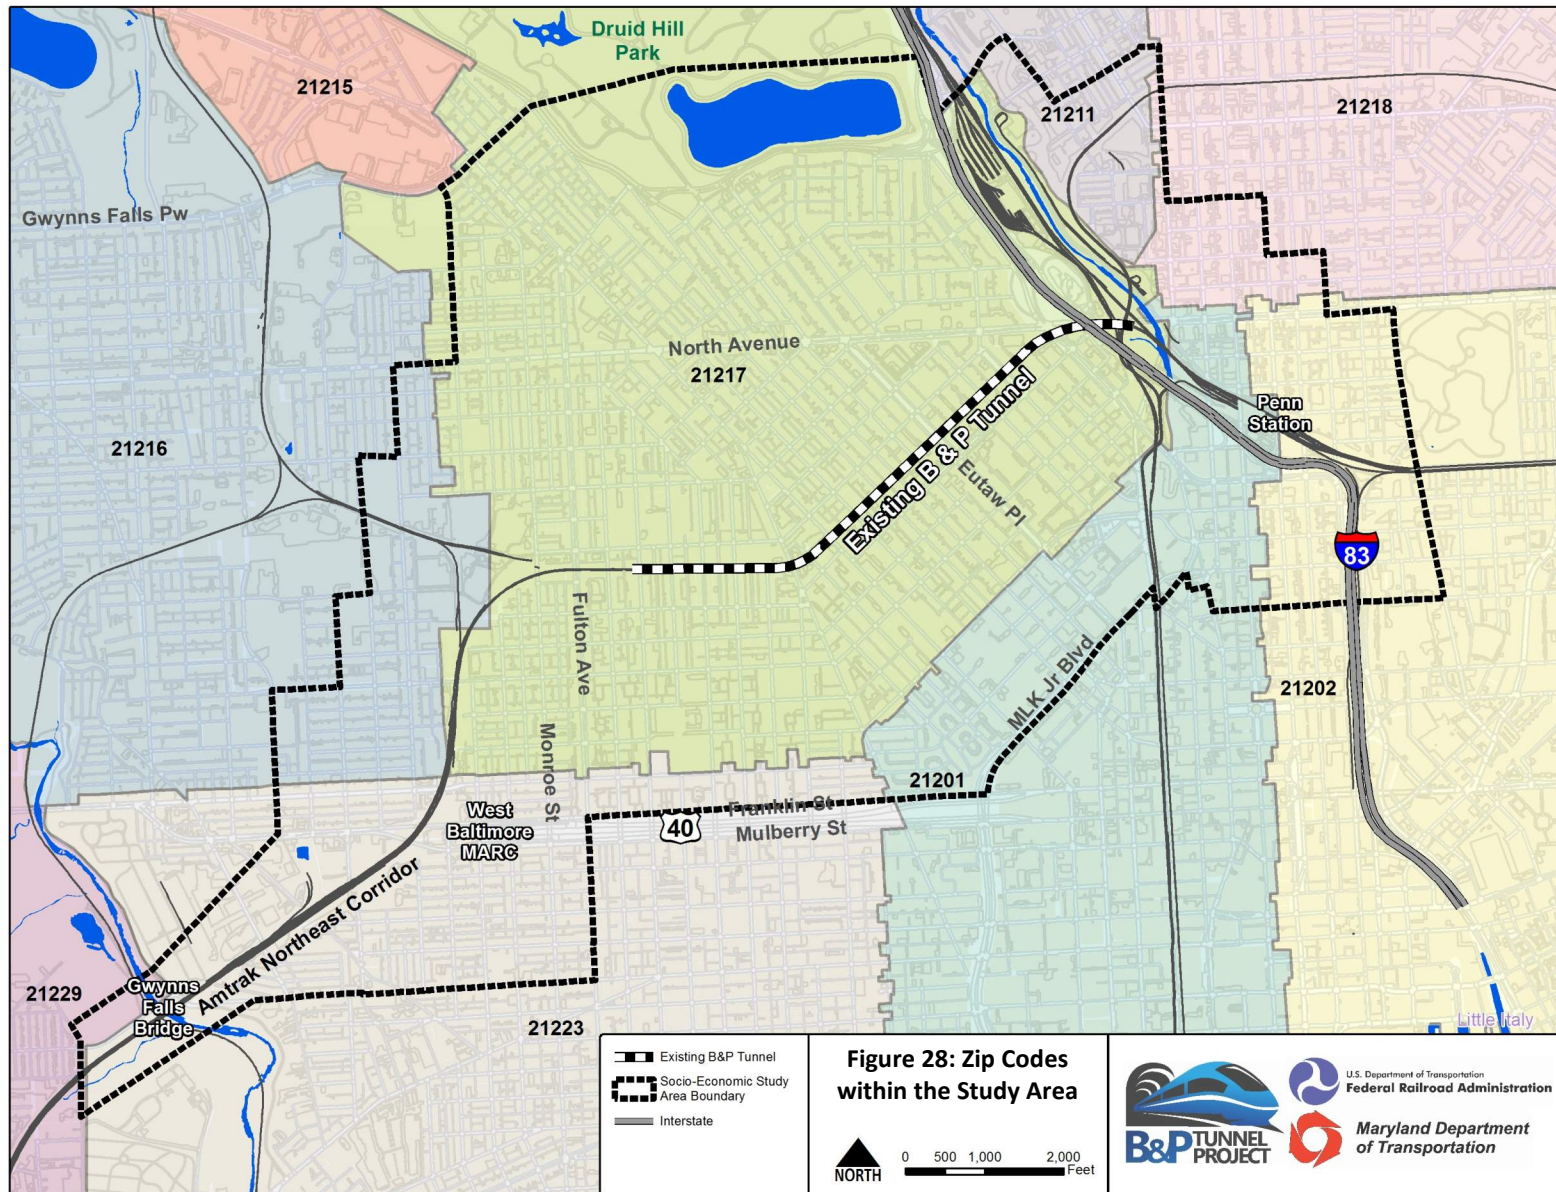 Druid Hill
Park
21215
21211
21218
Gwynns Falls Pw
North Avenue
21217
Penn
Station
21216
Existing B & P Tunnel
Eutaw Pl
83
Fulton Ave
MLK Jr Blvd
21202
Monroe St
21201
West
Baltimore
MARC
Franklin St
40
Mulberry St
Amtrak Northeast Corridor
21229
Gwynns
Falls
Bridge
21223
Little Italy
Existing B&P Tunnel
Socio-Economic Study
Area Boundary
Interstate
Figure 28: Zip Codes
within the Study Area
NORTH
0 500 1,000 2,000
Feet
B&P TUNNEL
PROJECT
U.S. Department of Transportation
Federal Railroad Administration
Maryland Department
of Transportation